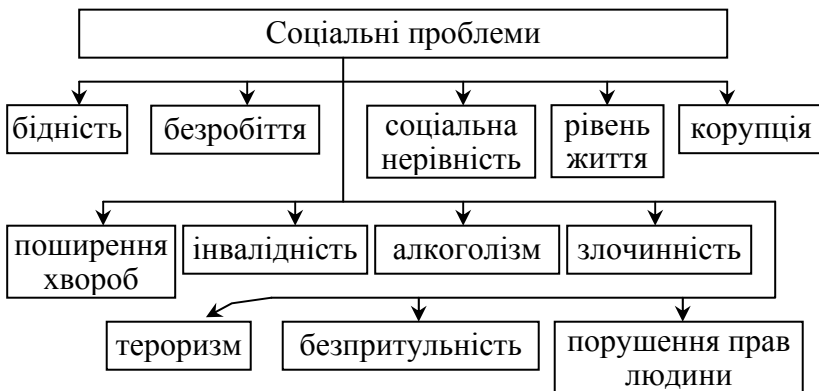 Соціальні проблеми
бідність
безробіття
соціальна
нерівність
рівень
життя
корупція
поширення
хвороб
інвалідність
алкоголізм
злочинність
тероризм
безпритульність
порушення прав
людини